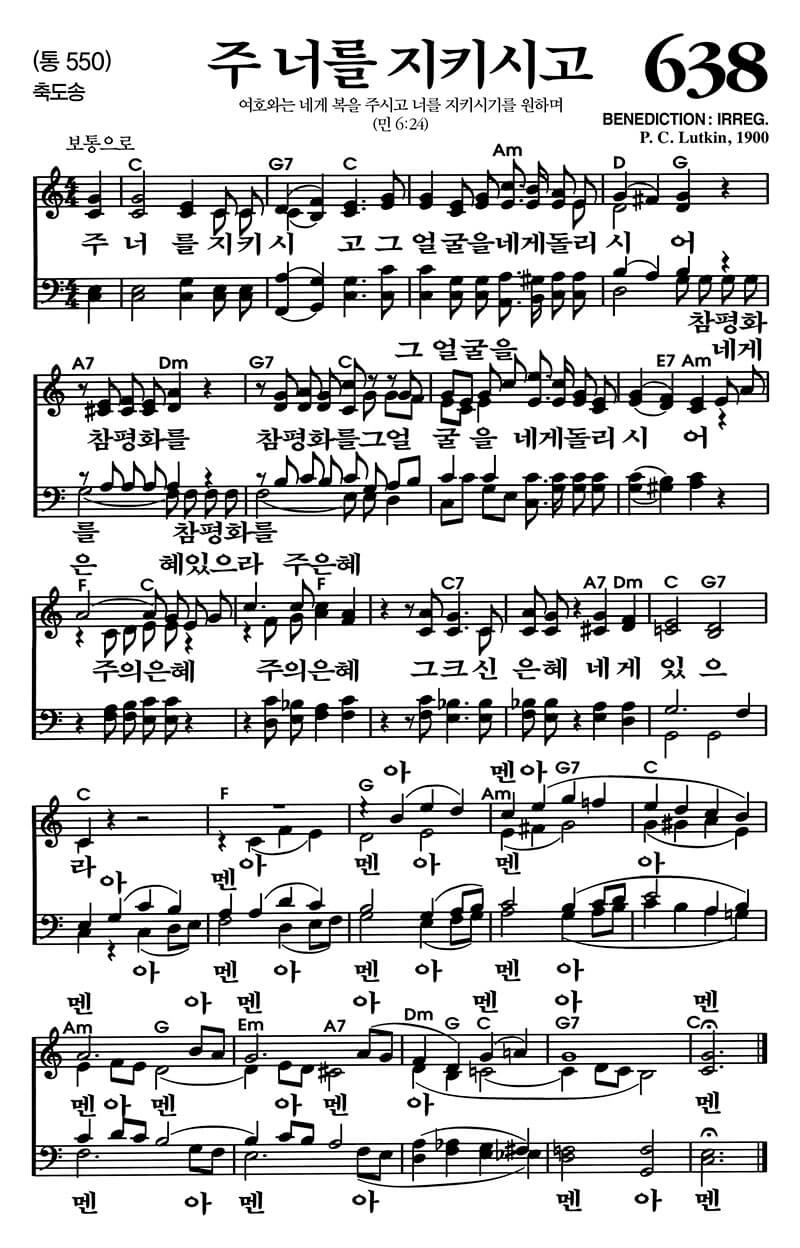 (통 550)
축도송
주 너를 지키시고
638
여호와는 네게 복을 주시고 너를 지키시기를 원하며
(민 6:24)
BENEDICTION : IRREG.
P. C. Lutkin, 1900
보통으로
C G7 C Am D G
주 너 를 지키 시 고 그 얼굴을네게돌리 시 어
참평화
그 얼굴을 네게
A7 Dm G7 C E7 Am
참평화를 참평화를그얼 굴 을 네게돌리 시 어
를 참평화를
은 혜있으라 주은혜
F C F C7 A7 Dm C G7
주의은혜 주의은혜 그크신 은혜 네게 있 으
아 멘아
C F G Am G7 C
라 아 멘 아 멘 아 멘 아
아 멘 아 멘 아 멘 아
멘 아 멘 아 멘 아 멘
Am G Em A7 Dm G C G7 C
멘 아 멘 아 멘 아 멘
멘 아 멘 아 멘 아 멘